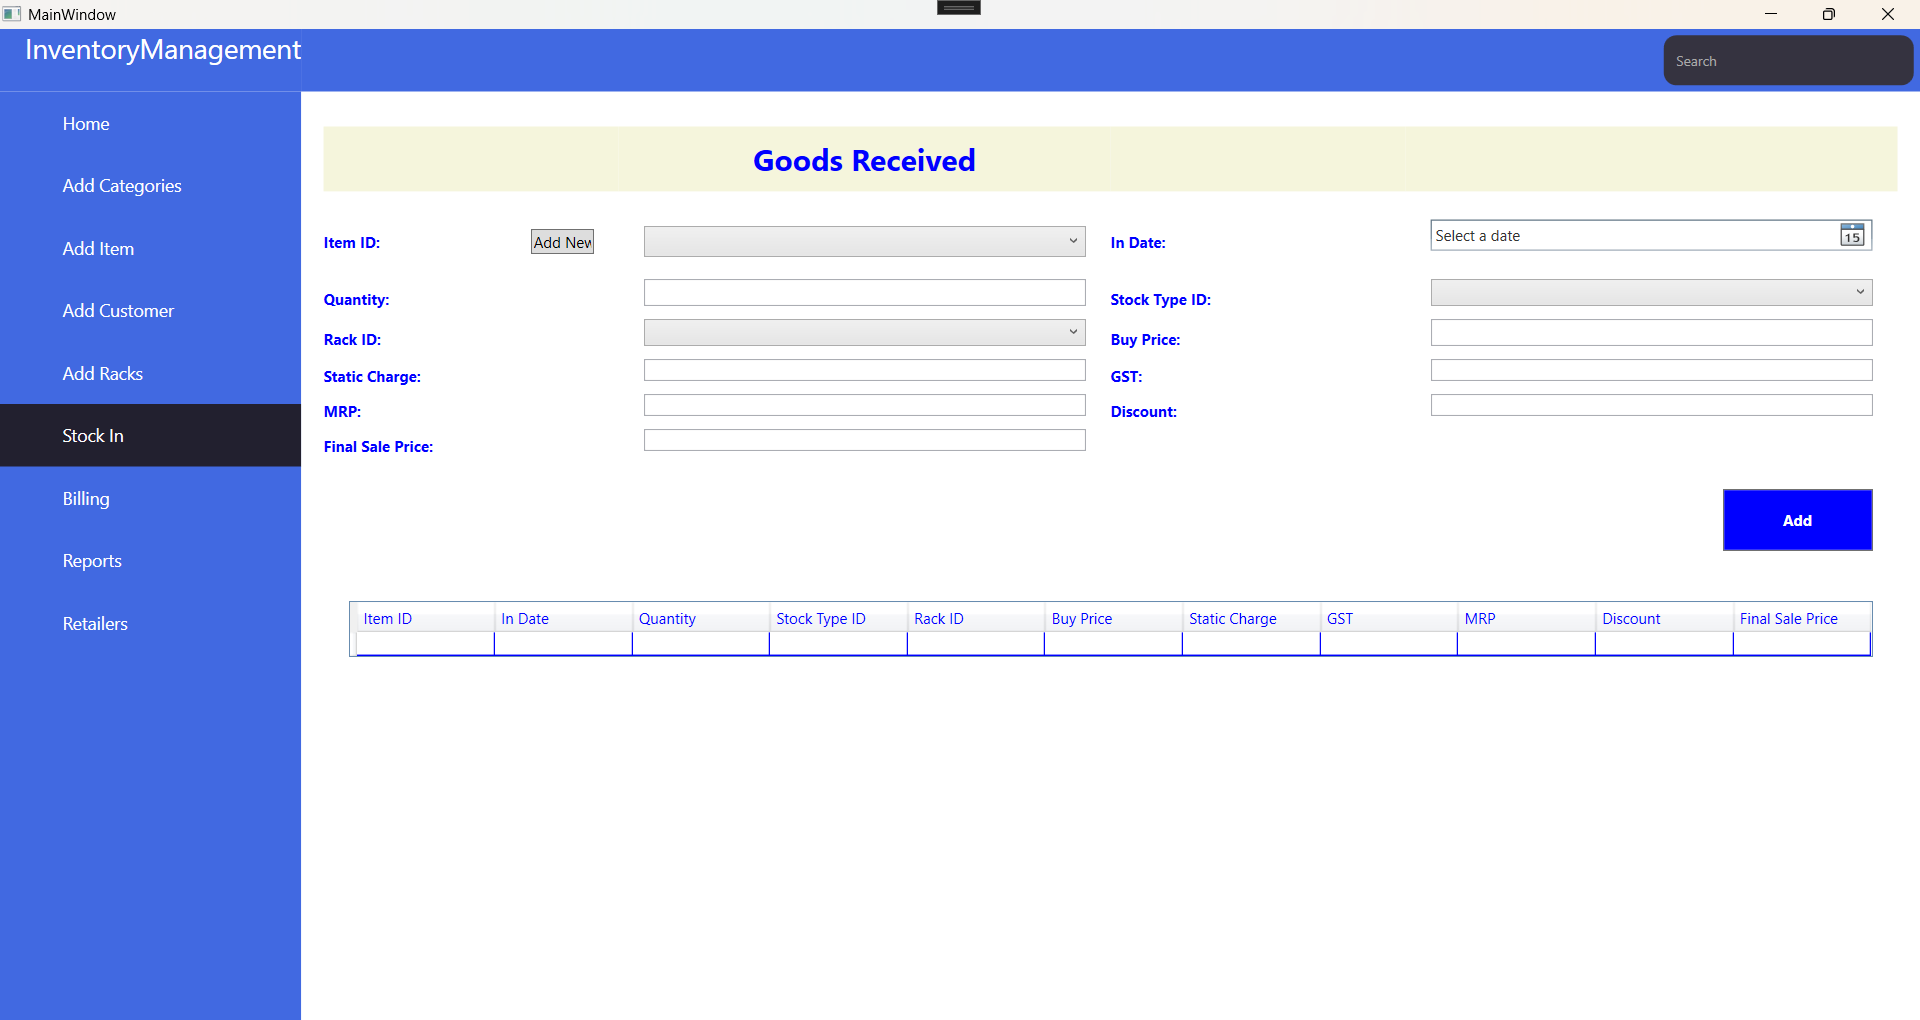 MainWindow
InventoryManagement
Search
Home
Add Categories
Add Item
Add Customer
Add Racks
Stock In
Billing
Reports
Retailers
Goods Received
Item ID: Add New In Date: Select a date 15
Quantity: Stock Type ID:
Rack ID: Buy Price:
Static Charge: GST:
MRP: Discount:
Final Sale Price:
Add
Item ID In Date Quantity Stock Type ID Rack ID Buy Price Static Charge GST MRP Discount Final Sale Price